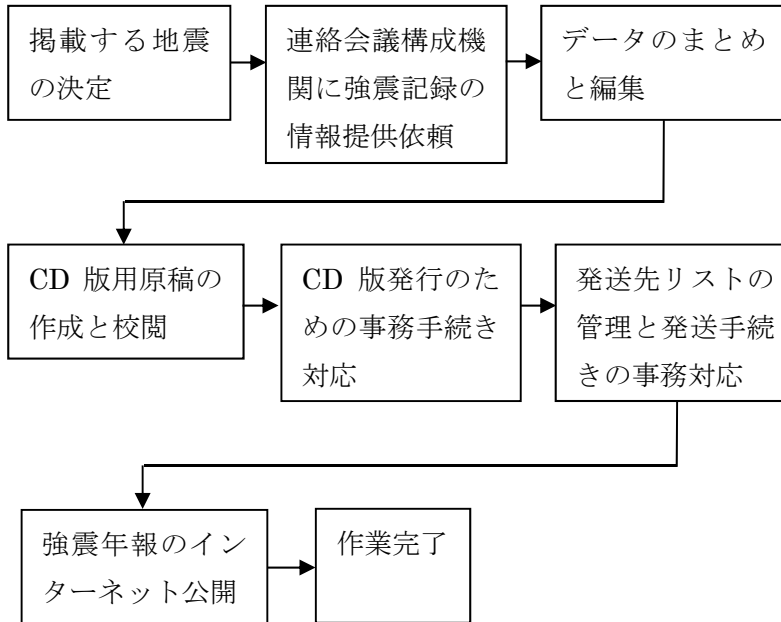 掲載する地震
の決定
連絡会議構成機
関に強震記録の
情報提供依頼
データのまとめ
と編集
CD 版用原稿の
作成と校閲
CD 版発行のた
めの事務手続き
対応
発送先リストの
管理と発送手続
きの事務対応
強震年報のイン
ターネット公開
作業完了